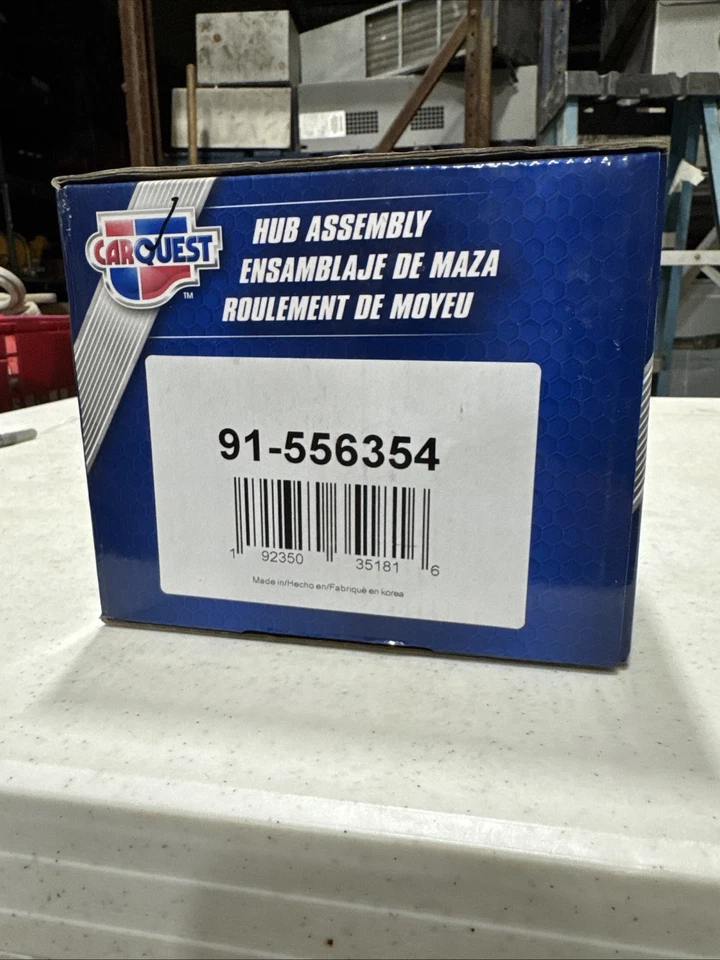 CARQUEST
TM
HUB ASSEMBLY
ENSAMBLAJE DE MAZA
ROULEMENT DE MOYEU
91-556354
1 92350 35181 6
Made in/Hecho en/Fabriqué en korea